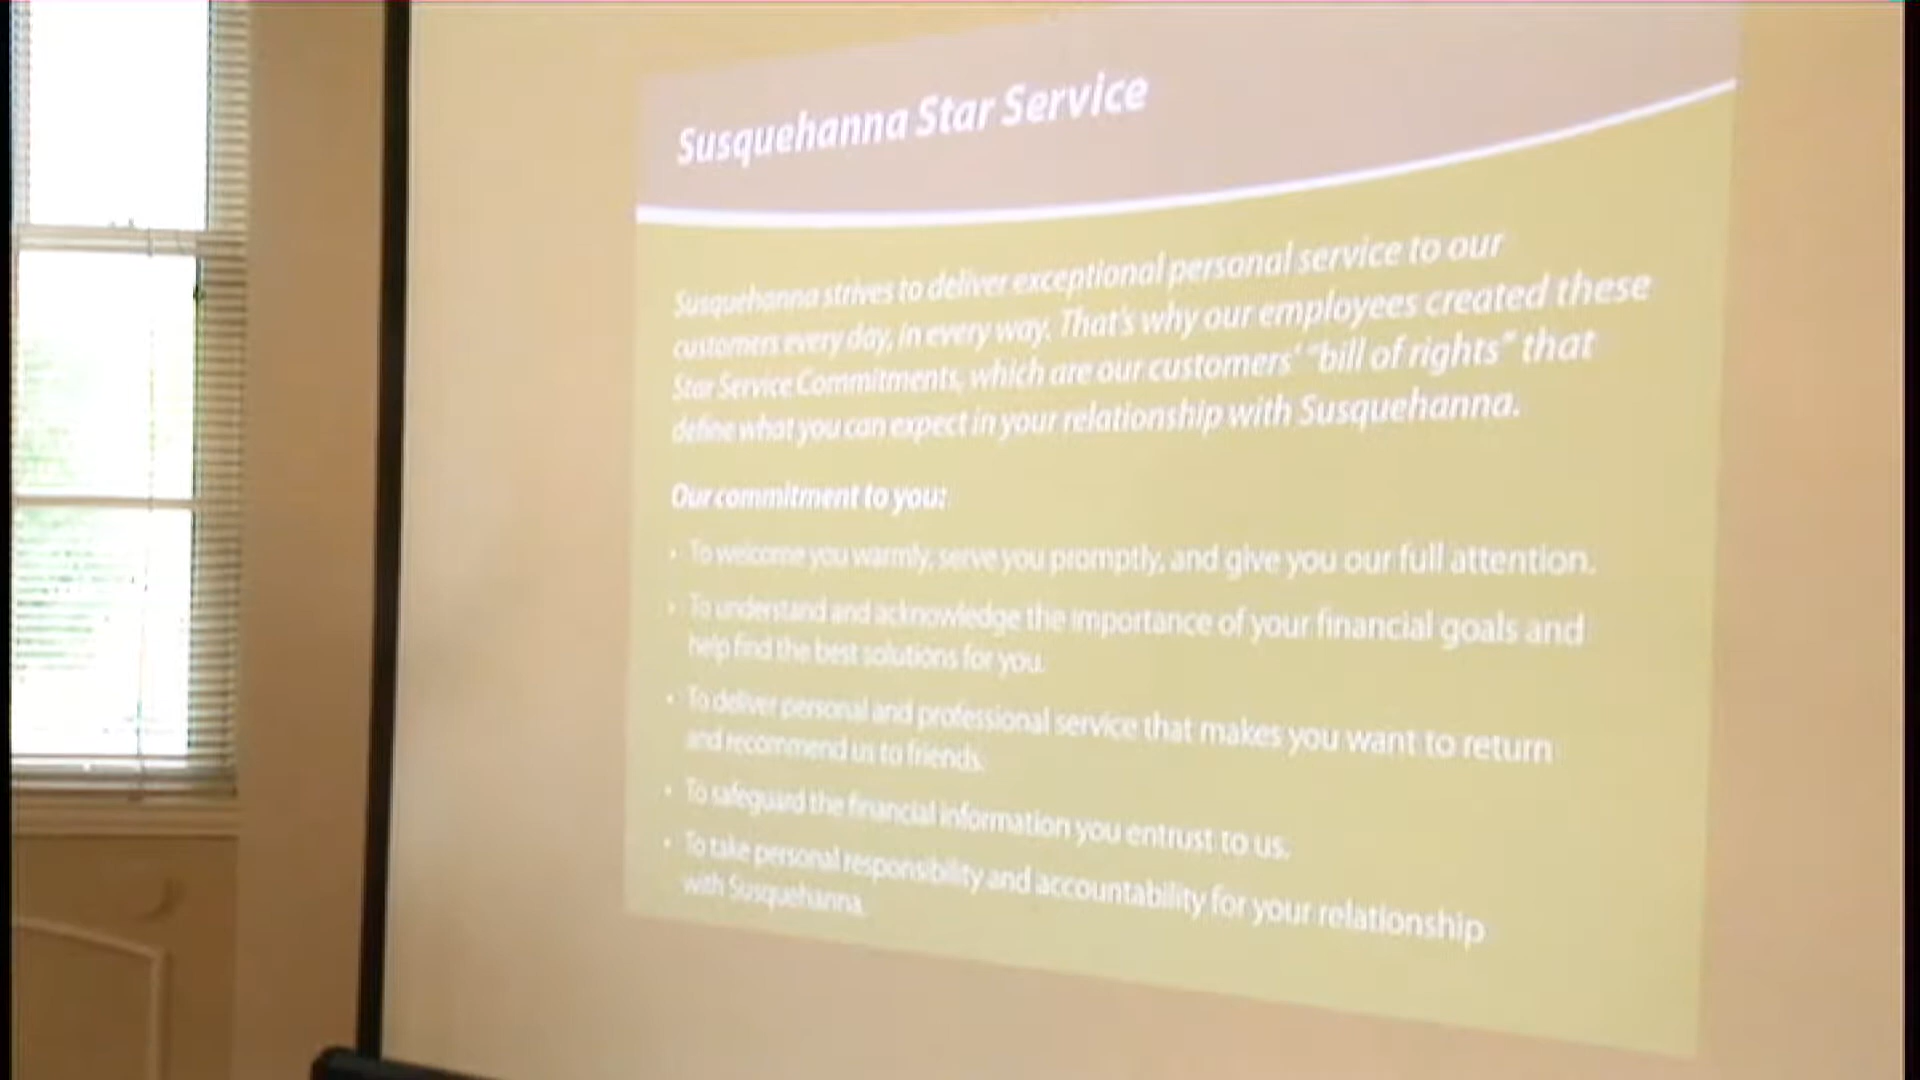 Susquehanna Star Service
Susquehanna strives to deliver exceptional personal service to our
customers every day, in every way. That's why our employees created these
Star Service Commitments, which are our customers' "bill of rights" that
define what you can expect in your relationship with Susquehanna.
Our commitment to you:
• To welcome you warmly, serve you promptly, and give you our full attention.
• To understand and acknowledge the importance of your financial goals and
help find the best solutions for you.
• To deliver personal and professional service that makes you want to return
and recommend us to friends.
• To safeguard the financial information you entrust to us.
• To take personal responsibility and accountability for your relationship
with Susquehanna.